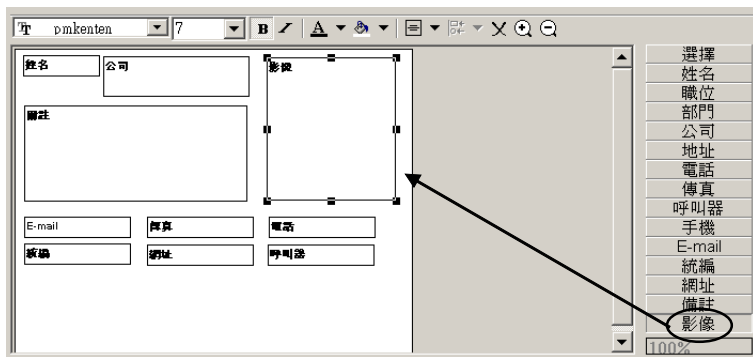 pmkenten 7 B I A
姓名 公司 影像
備註
E-mail 傳真 電話
統編 網址 呼叫器
選擇
姓名
職位
部門
公司
地址
電話
傳真
呼叫器
手機
E-mail
統編
網址
備註
影像
100%